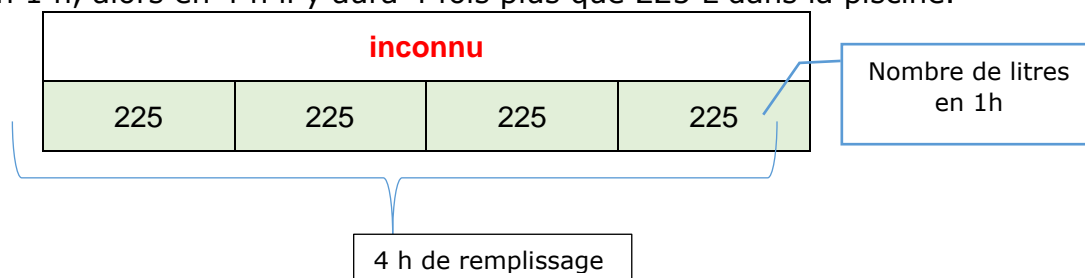 1 h, alors en 4 h il y aura 4 fois plus que 225 L dans la piscine.
inconnu
225 225 225 225
Nombre de litres
en 1h
4 h de remplissage